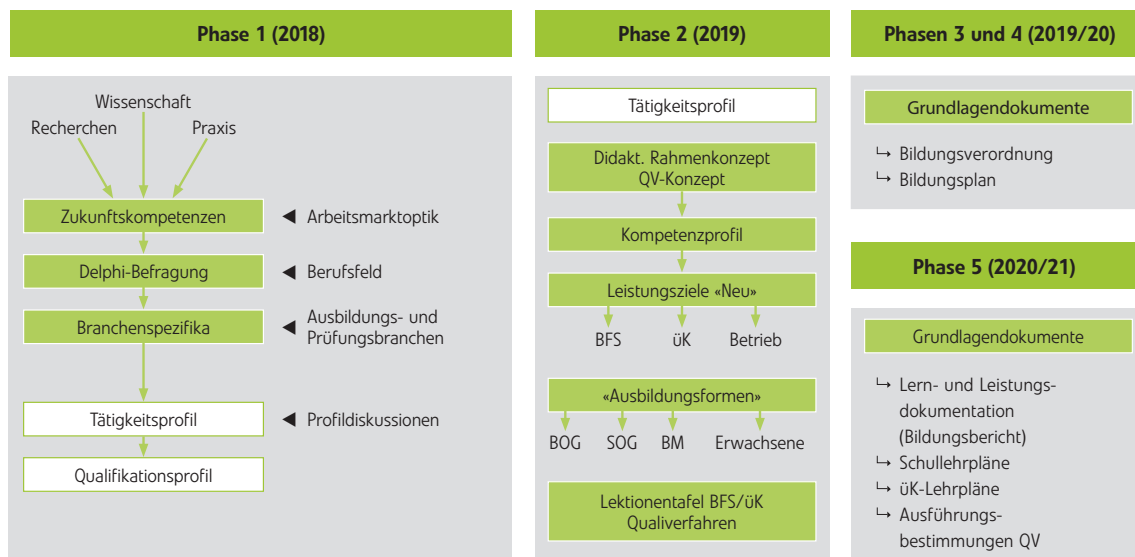 Phase 1 (2018)
Wissenschaft
Recherchen
Praxis
Zukunftskompetenzen
Arbeitsmarktoptik
Delphi-Befragung
Berufsfeld
Branchenspezifika
Ausbildungs- und
Prüfungsbranchen
Tätigkeitsprofil
Profildiskussionen
Qualifikationsprofil
Phase 2 (2019)
Tätigkeitsprofil
Didakt. Rahmenkonzept
QV-Konzept
Kompetenzprofil
Leistungsziele «Neu»
BFS
üK
Betrieb
«Ausbildungsformen»
BOG
SOG
BM
Erwachsene
Lektionentafel BFS/üK
Qualiverfahren
Phasen 3 und 4 (2019/20)
Grundlagendokumente
Bildungsverordnung
Bildungsplan
Phase 5 (2020/21)
Grundlagendokumente
Lern- und Leistungs-
dokumentation
(Bildungsbericht)
Schullehrpläne
üK-Lehrpläne
Ausführungs-
bestimmungen QV